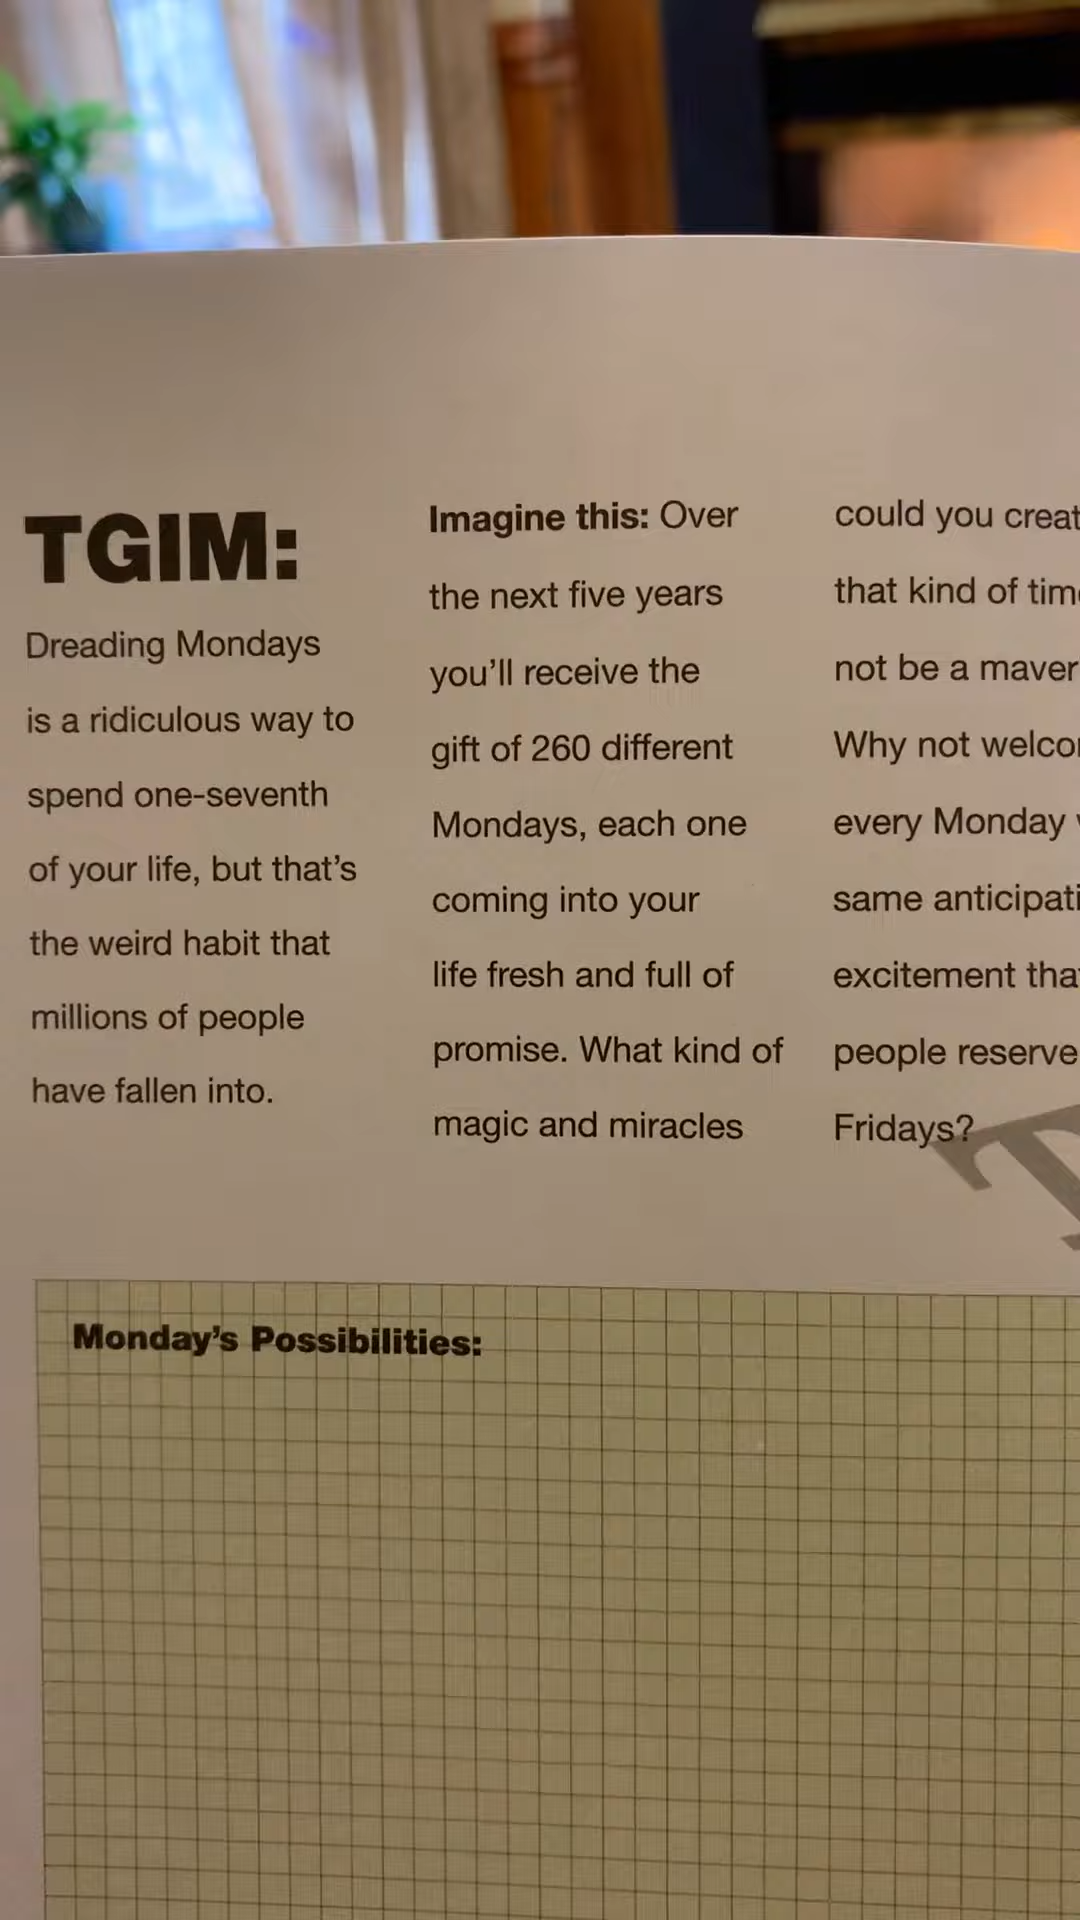 TGIM:
Dreading Mondays
is a ridiculous way to
spend one-seventh
of your life, but that's
the weird habit that
millions of people
have fallen into.
Imagine this: Over
the next five years
you'll receive the
gift of 260 different
Mondays, each one
coming into your
life fresh and full of
promise. What kind of
magic and miracles
could you
that kind of
not be a
Why not
every Monday
same
excitement
people reserve
Fridays?
T
Monday's Possibilities: